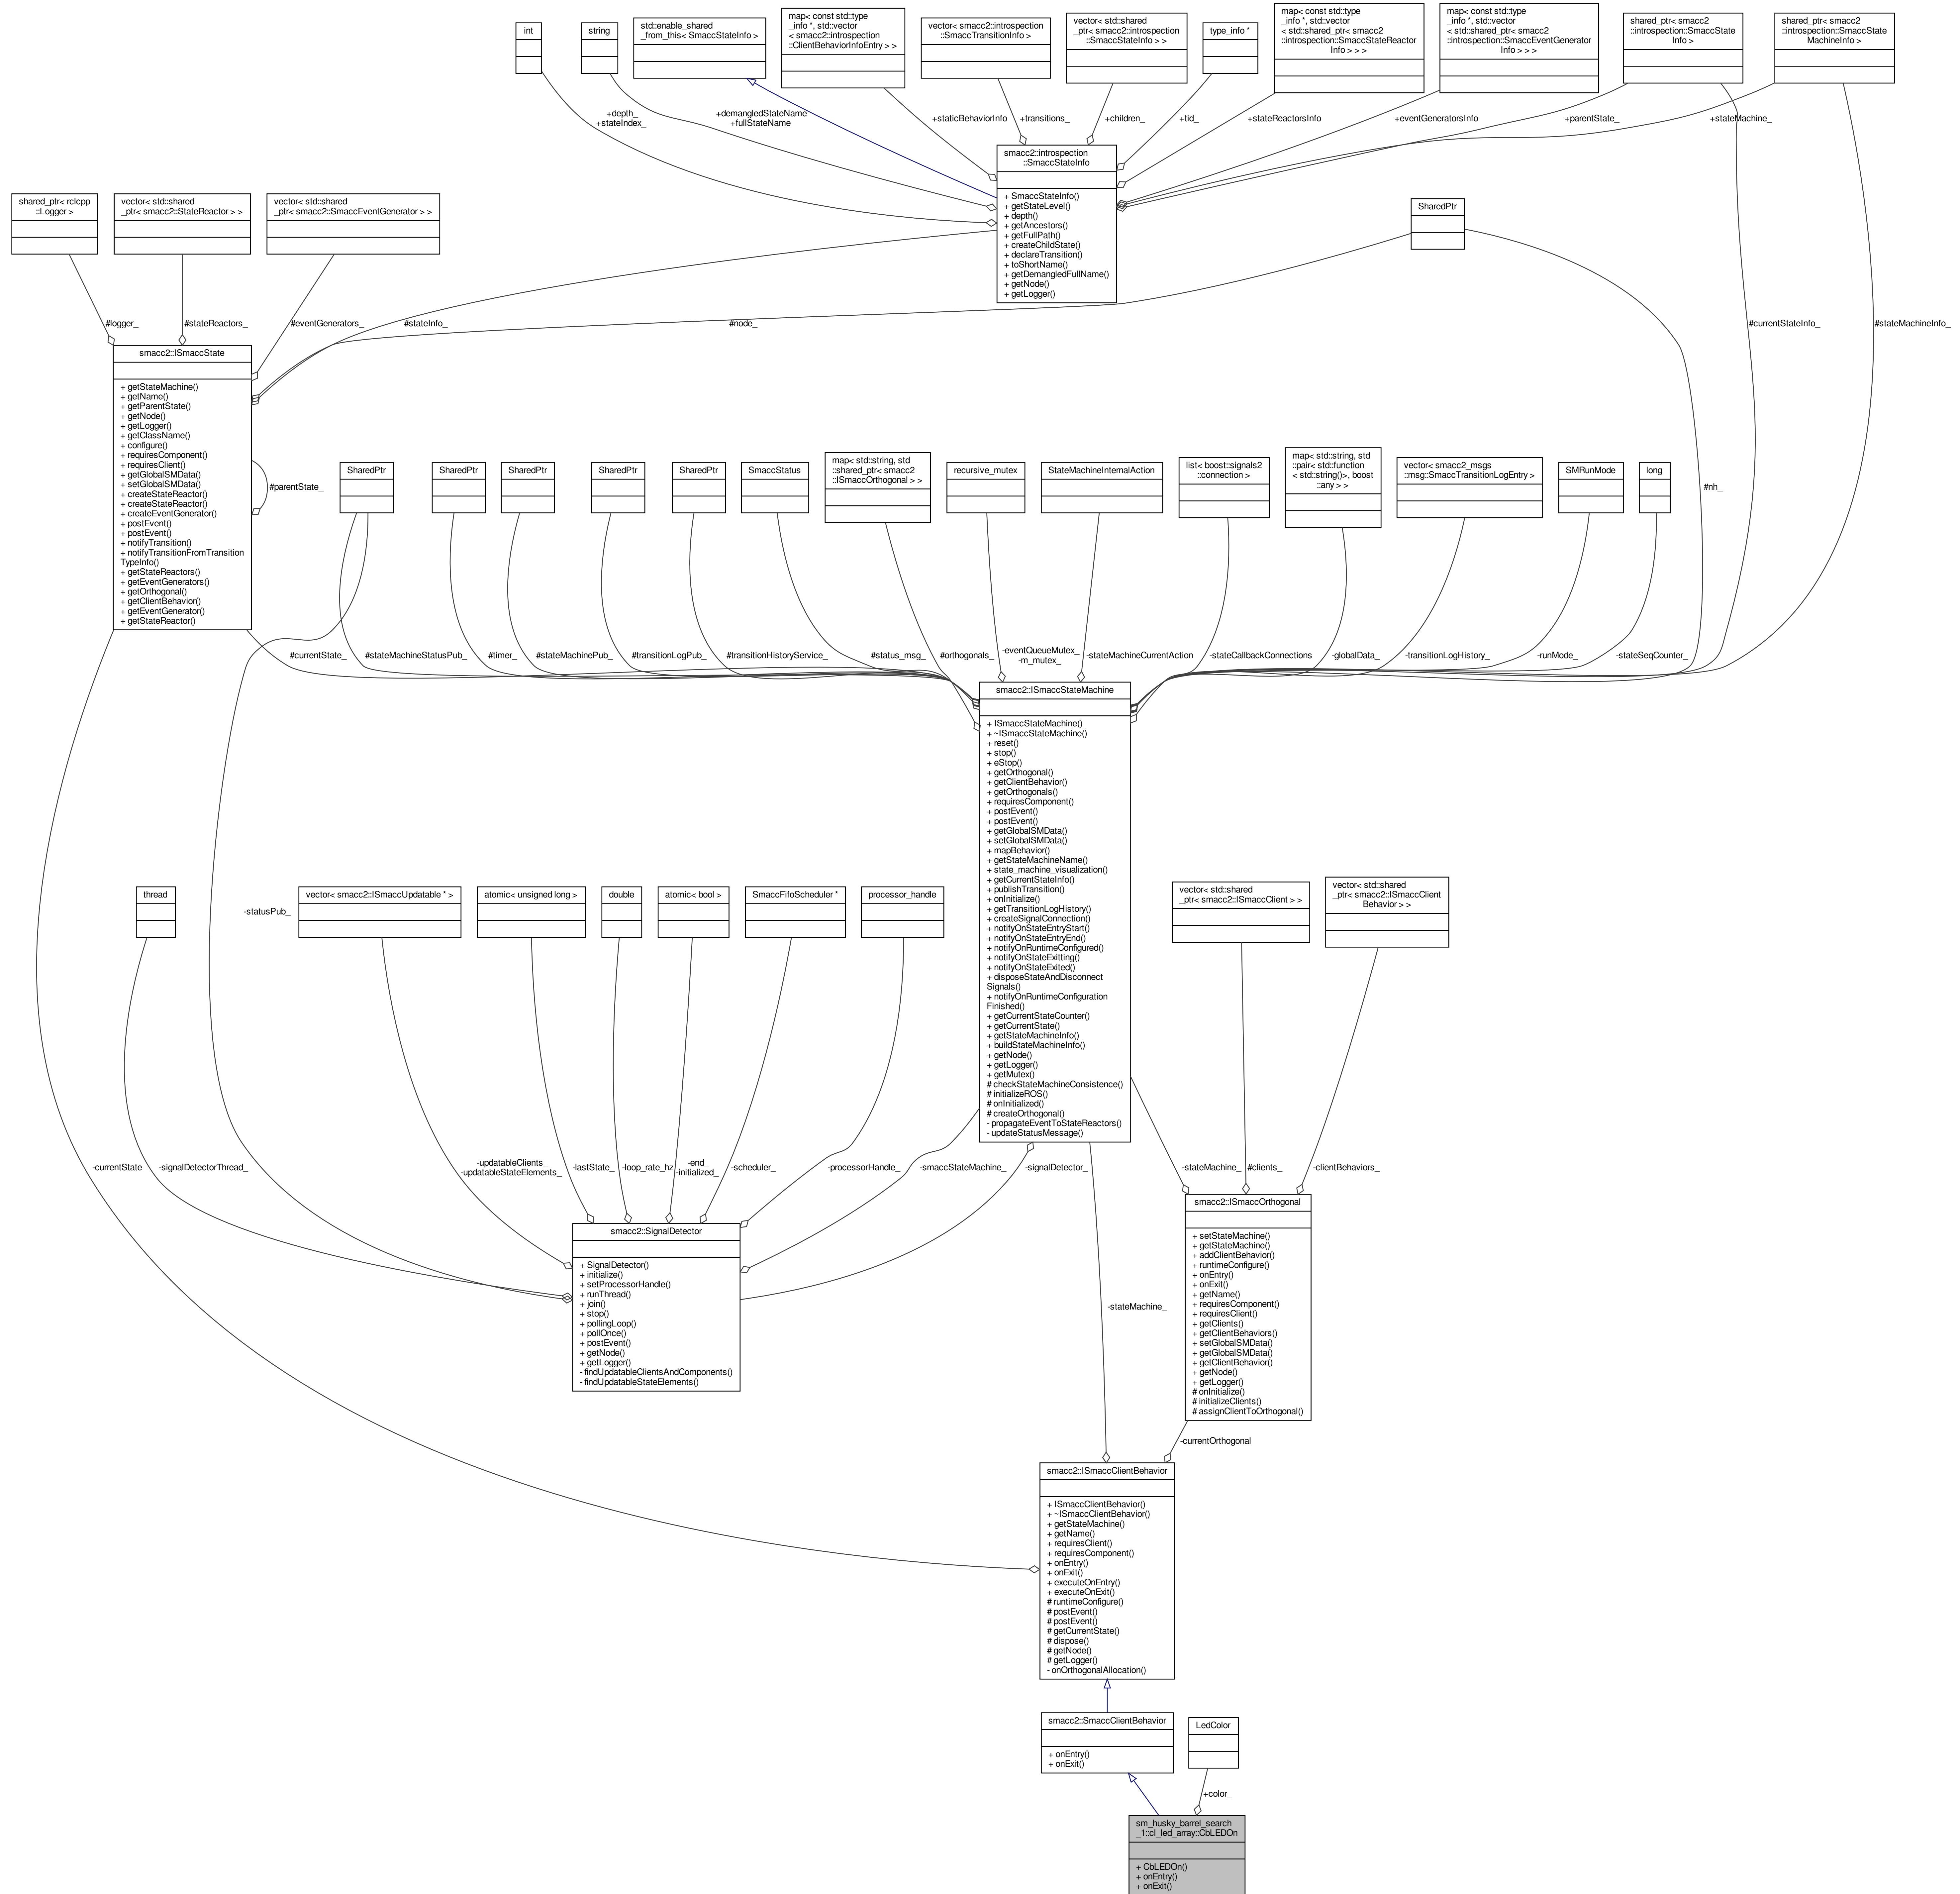 int
string
std::enable_shared
_from_this< SmaccStateInfo >
map< const std::type
_info *, std::vector
< smacc2::introspection
::ClientBehaviorInfoEntry > >
vector< smacc2::introspection
::SmaccTransitionInfo >
vector< std::shared
_ptr< smacc2::introspection
::SmaccStateInfo > >
type_info *
map< const std::type
_info *, std::vector
< std::shared_ptr< smacc2
::introspection::SmaccStateReactor
Info > > >
map< const std::type
_info *, std::vector
< std::shared_ptr< smacc2
::introspection::SmaccEventGenerator
Info > > >
shared_ptr< smacc2
::introspection::SmaccState
Info >
shared_ptr< smacc2
::introspection::SmaccState
MachineInfo >
+depth_
+stateIndex_
+demangledStateName
+fullStateName
+staticBehaviorInfo
+transitions_
+children_
+tid_
+stateReactorsInfo
+eventGeneratorsInfo
+parentState_
+stateMachine_
smacc2::introspection
::SmaccStateInfo
+ SmaccStateInfo()
+ getStateLevel()
+ depth()
+ getAncestors()
+ getFullPath()
+ createChildState()
+ declareTransition()
+ toShortName()
+ getDemangledFullName()
+ getNode()
+ getLogger()
shared_ptr< rclcpp
::Logger >
vector< std::shared
_ptr< smacc2::StateReactor > >
vector< std::shared
_ptr< smacc2::SmaccEventGenerator > >
SharedPtr
#logger_
#stateReactors_
#eventGenerators_
#stateInfo_
#node_
#currentStateInfo_
#stateMachineInfo_
smacc2::ISmaccState
+ getStateMachine()
+ getName()
+ getParentState()
+ getNode()
+ getLogger()
+ getClassName()
+ configure()
+ requiresComponent()
+ requiresClient()
+ getGlobalSMData()
+ setGlobalSMData()
+ createStateReactor()
+ createStateReactor()
+ createEventGenerator()
+ postEvent()
+ postEvent()
+ notifyTransition()
+ notifyTransitionFromTransition
TypeInfo()
+ getStateReactors()
+ getEventGenerators()
+ getOrthogonal()
+ getClientBehavior()
+ getEventGenerator()
+ getStateReactor()
#parentState_
SharedPtr
SharedPtr
SharedPtr
SharedPtr
SharedPtr
SmaccStatus
map< std::string, std
::shared_ptr< smacc2
::ISmaccOrthogonal > >
recursive_mutex
StateMachineInternalAction
list< boost::signals2
::connection >
map< std::string, std
::pair< std::function
< std::string()>, boost
::any > >
vector< smacc2_msgs
::msg::SmaccTransitionLogEntry >
SMRunMode
long
#nh_
#currentState_
#stateMachineStatusPub_
#timer_
#stateMachinePub_
#transitionLogPub_
#transitionHistoryService_
#status_msg_
#orthogonals_
-eventQueueMutex_
-m_mutex_
-stateMachineCurrentAction
-stateCallbackConnections
-globalData_
-transitionLogHistory_
-runMode_
-stateSeqCounter_
smacc2::ISmaccStateMachine
+ ISmaccStateMachine()
+ ~ISmaccStateMachine()
+ reset()
+ stop()
+ eStop()
+ getOrthogonal()
+ getClientBehavior()
+ getOrthogonals()
+ requiresComponent()
+ postEvent()
+ postEvent()
+ getGlobalSMData()
+ setGlobalSMData()
+ mapBehavior()
+ getStateMachineName()
+ state_machine_visualization()
+ getCurrentStateInfo()
+ publishTransition()
+ onInitialize()
+ getTransitionLogHistory()
+ createSignalConnection()
+ notifyOnStateEntryStart()
+ notifyOnStateEntryEnd()
+ notifyOnRuntimeConfigured()
+ notifyOnStateExitting()
+ notifyOnStateExited()
+ disposeStateAndDisconnect
Signals()
+ notifyOnRuntimeConfiguration
Finished()
+ getCurrentStateCounter()
+ getCurrentState()
+ getStateMachineInfo()
+ buildStateMachineInfo()
+ getNode()
+ getLogger()
+ getMutex()
# checkStateMachineConsistence()
# initializeROS()
# onInitialized()
# createOrthogonal()
- propagateEventToStateReactors()
- updateStatusMessage()
thread
-statusPub_
vector< smacc2::ISmaccUpdatable * >
atomic< unsigned long >
double
atomic< bool >
SmaccFifoScheduler *
processor_handle
vector< std::shared
_ptr< smacc2::ISmaccClient > >
vector< std::shared
_ptr< smacc2::ISmaccClient
Behavior > >
-currentState
-signalDetectorThread_
-updatableClients_
-updatableStateElements_
-lastState_
-loop_rate_hz
-end_
-initialized_
-scheduler_
-processorHandle_
-smaccStateMachine_
-signalDetector_
-stateMachine_
#clients_
-clientBehaviors_
smacc2::SignalDetector
+ SignalDetector()
+ initialize()
+ setProcessorHandle()
+ runThread()
+ join()
+ stop()
+ pollingLoop()
+ pollOnce()
+ postEvent()
+ getNode()
+ getLogger()
- findUpdatableClientsAndComponents()
- findUpdatableStateElements()
smacc2::ISmaccOrthogonal
+ setStateMachine()
+ getStateMachine()
+ addClientBehavior()
+ runtimeConfigure()
+ onEntry()
+ onExit()
+ getName()
+ requiresComponent()
+ requiresClient()
+ getClients()
+ getClientBehaviors()
+ setGlobalSMData()
+ getGlobalSMData()
+ getClientBehavior()
+ getNode()
+ getLogger()
# onInitialize()
# initializeClients()
# assignClientToOrthogonal()
-stateMachine_
-currentOrthogonal
smacc2::ISmaccClientBehavior
+ ISmaccClientBehavior()
+ ~ISmaccClientBehavior()
+ getStateMachine()
+ getName()
+ requiresClient()
+ requiresComponent()
+ onEntry()
+ onExit()
+ executeOnEntry()
+ executeOnExit()
# runtimeConfigure()
# postEvent()
# postEvent()
# getCurrentState()
# dispose()
# getNode()
# getLogger()
- onOrthogonalAllocation()
smacc2::SmaccClientBehavior
+ onEntry()
+ onExit()
LedColor
+color_
sm_husky_barrel_search
_1::cl_led_array::CbLEDOn
+ CbLEDOn()
+ onEntry()
+ onExit()